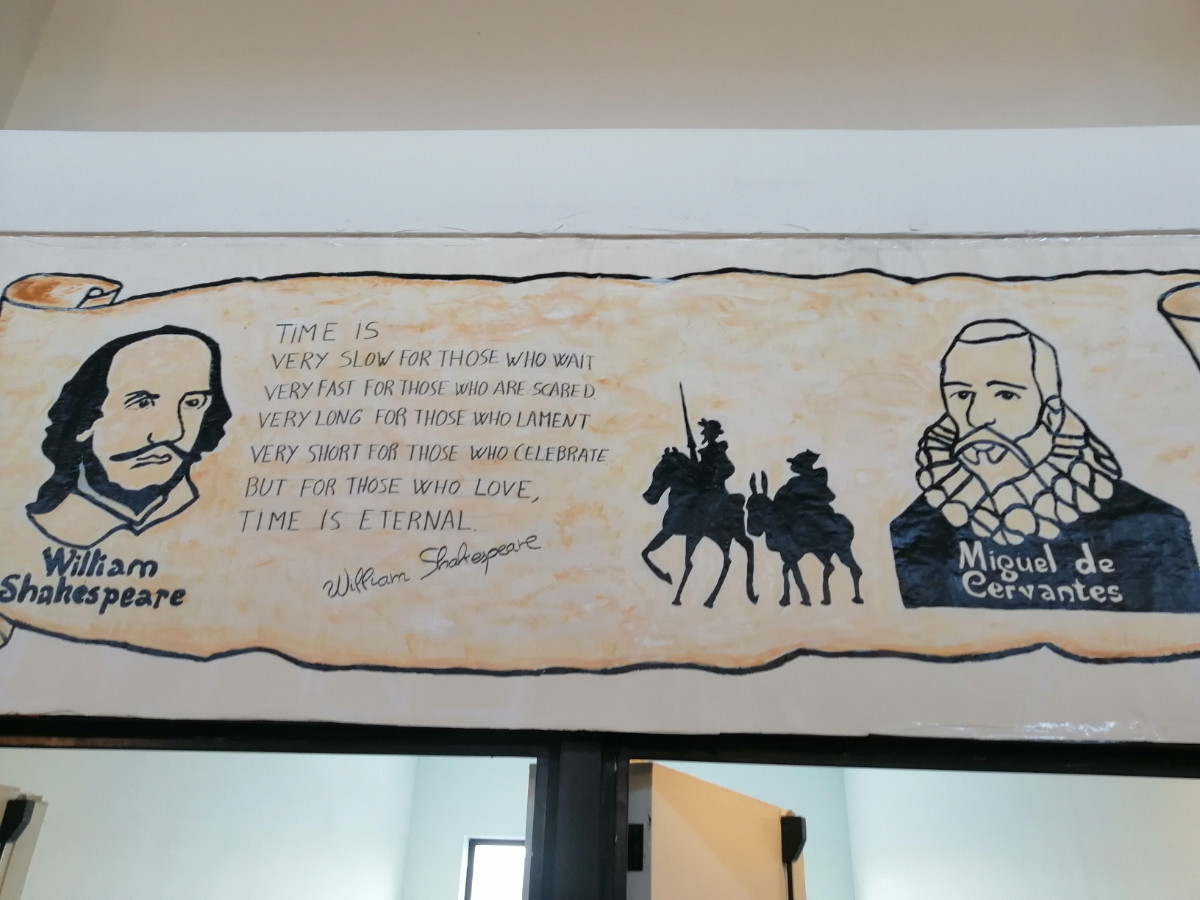 TIME IS
VERY SLOW FOR THOSE WHO WAIT
VERY FAST FOR THOSE WHO ARE SCARED.
VERY LONG FOR THOSE WHO LAMENT
VERY SHORT FOR THOSE WHO CELEBRATE
BUT FOR THOSE WHO LOVE,
TIME IS ETERNAL.
William Shakespeare
William
Shakespeare
Miguel de
Cervantes